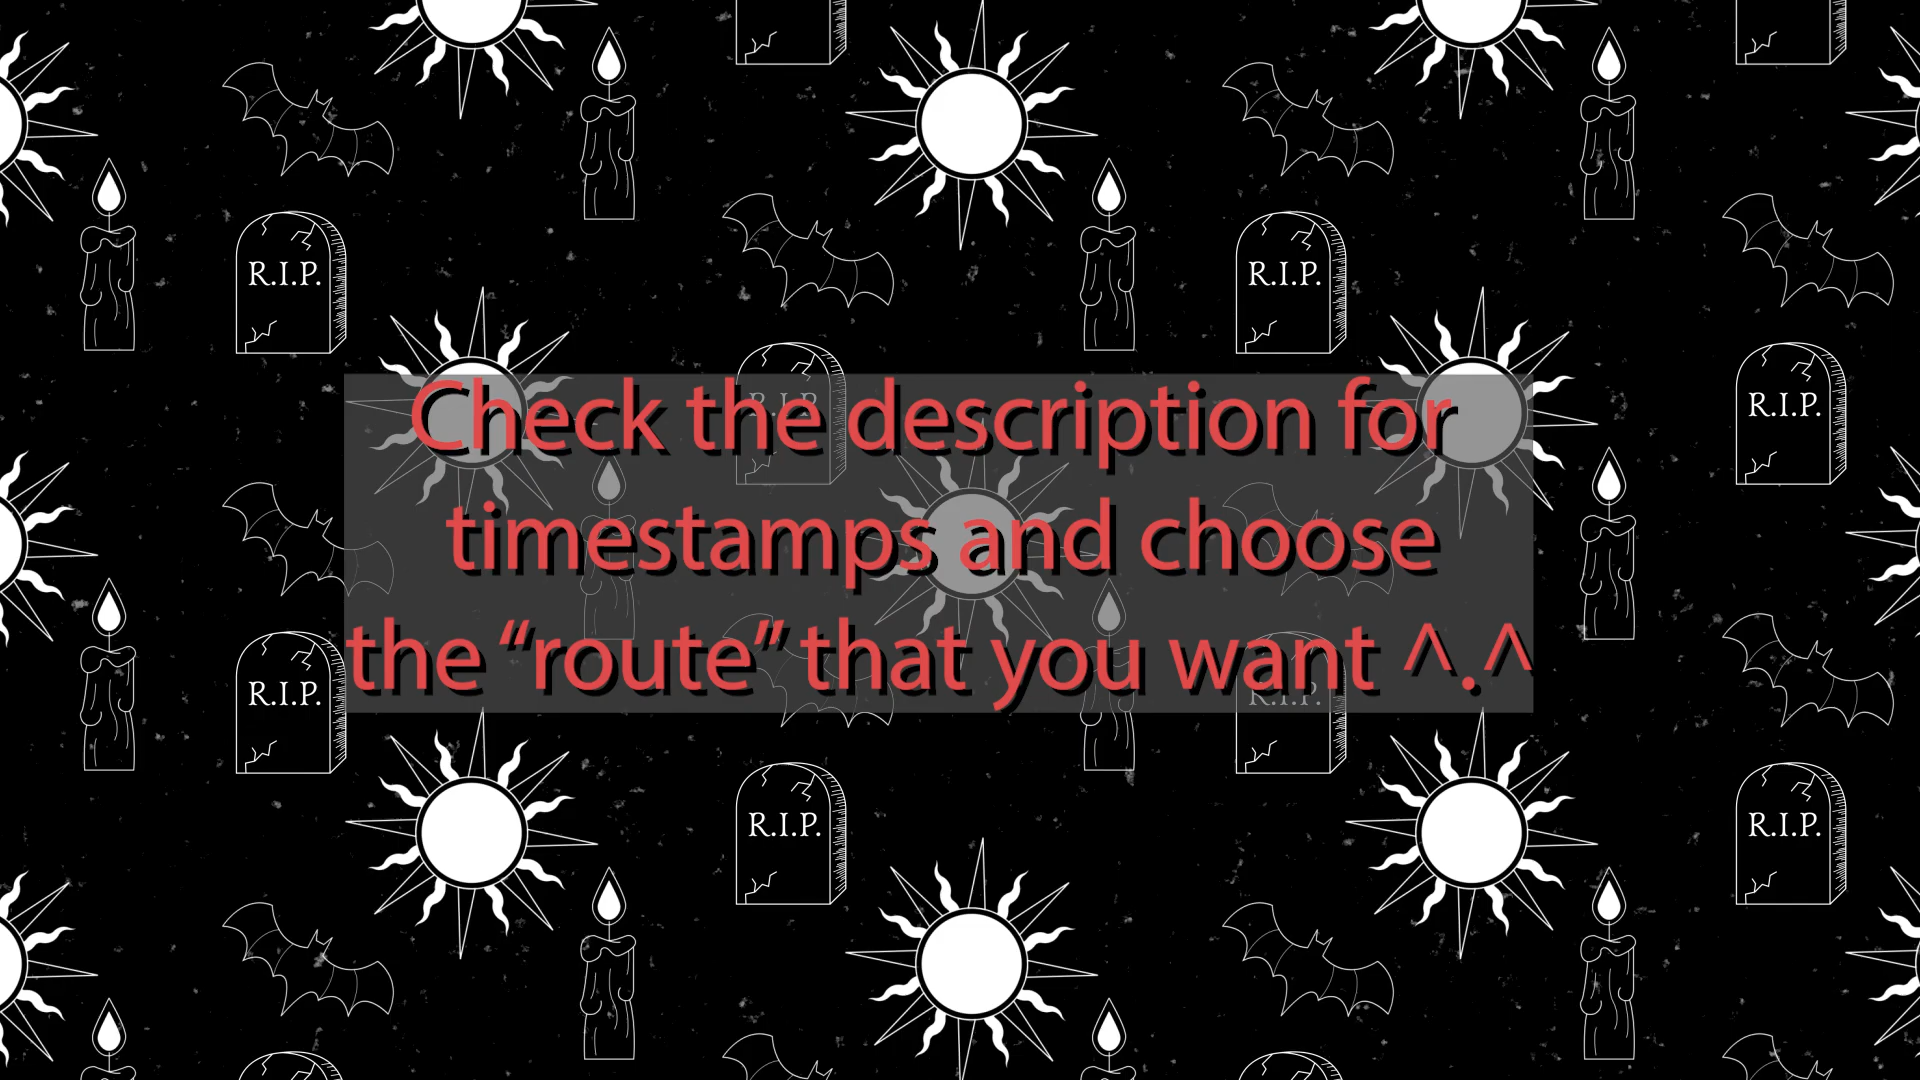 R.I.P.
R.I.P.
R.I.P.
R.I.P.
Check the description for
timestamps and choose
the “route” that you want ^.^
R.I.P.
R.I.P.
R.I.P.
R.I.P.